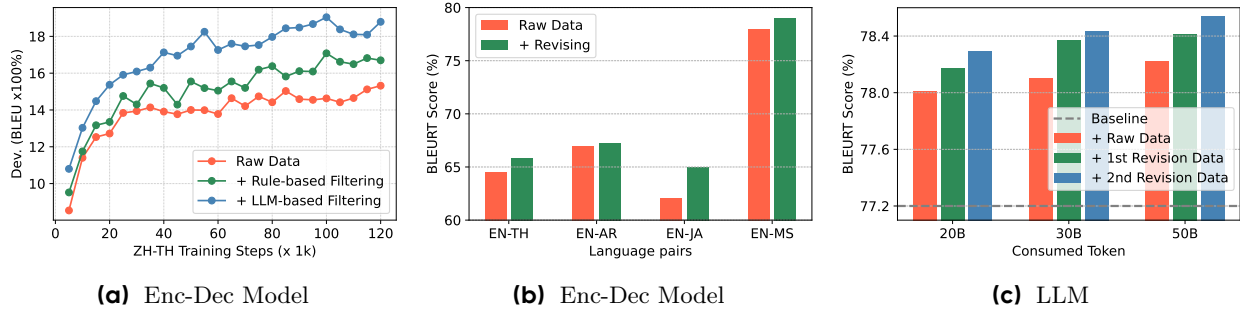 Dev. (BLEU x100%)
18
16
14
12
10
0
20
40
60
80
100
120
ZH-TH Training Steps (x 1k)
Raw Data
+ Rule-based Filtering
+ LLM-based Filtering
(a) Enc-Dec Model
BLEURT Score (%)
80
75
70
65
60
EN-TH
EN-AR
EN-JA
EN-MS
Language pairs
Raw Data
+ Revising
(b) Enc-Dec Model
BLEURT Score (%)
78.4
78.0
77.6
77.2
20B
30B
50B
Consumed Token
Baseline
+ Raw Data
+ 1st Revision Data
+ 2nd Revision Data
(c) LLM